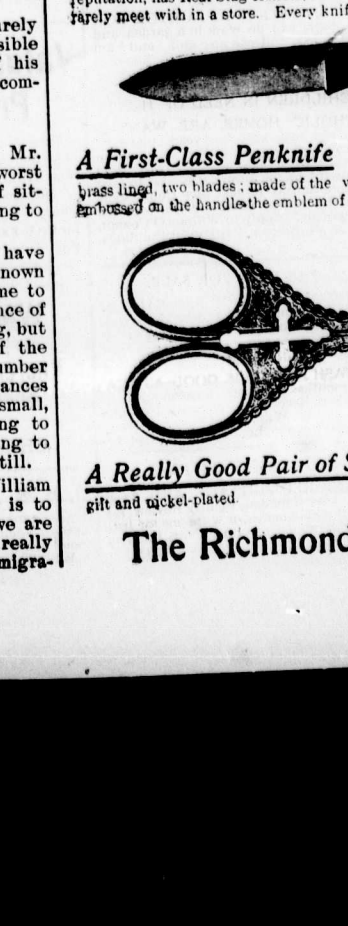 rarely
sible
his
com-
Mr.
worst
f sit-
ng to
have
nown
me to
nce of
g, but
f the
umber
ances
small,
ng to
ng to
till.
illiam
is to
ve are
really
migra-
rarely meet with in a store. Every knif
A First-Class Penknife
brass lined, two blades ; made of the v
Embossed on the handle the emblem of
A Really Good Pair of S
gilt and nickel-plated
The Richmond